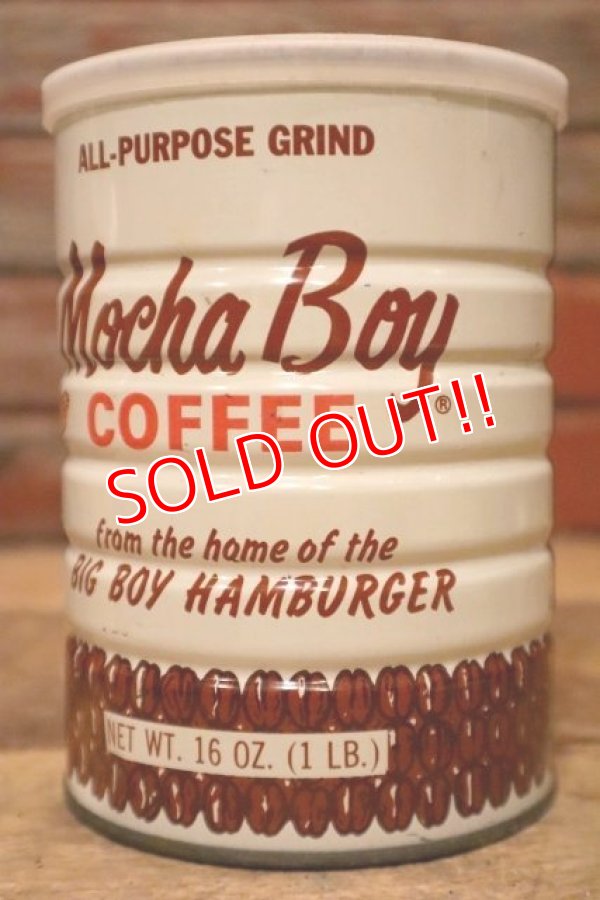 ALL-PURPOSE GRIND
Mocha Boy
COFFEE ®
SOLD OUT!!
from the home of the
BIG BOY HAMBURGER
NET WT. 16 OZ. (1 LB.)